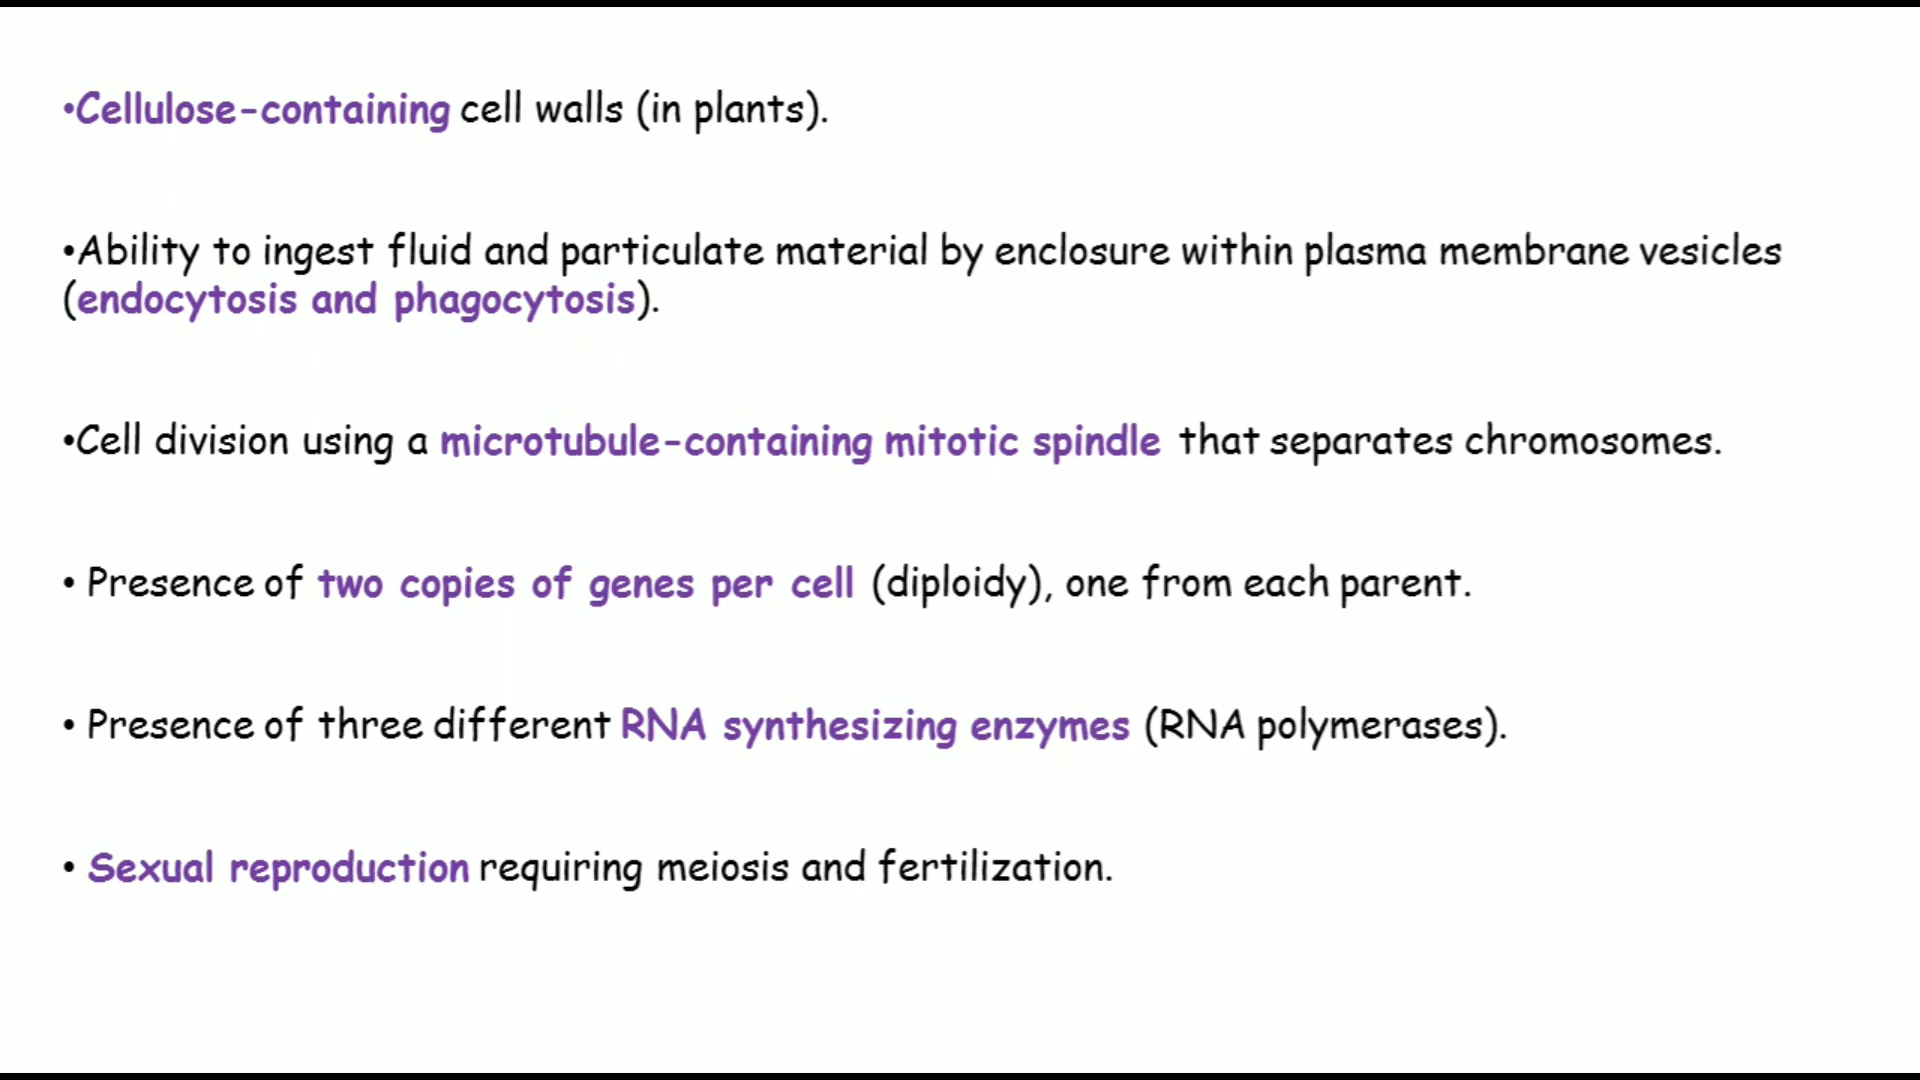 •Cellulose-containing cell walls (in plants).
•Ability to ingest fluid and particulate material by enclosure within plasma membrane vesicles
(endocytosis and phagocytosis).
•Cell division using a microtubule-containing mitotic spindle that separates chromosomes.
• Presence of two copies of genes per cell (diploidy), one from each parent.
• Presence of three different RNA synthesizing enzymes (RNA polymerases).
• Sexual reproduction requiring meiosis and fertilization.